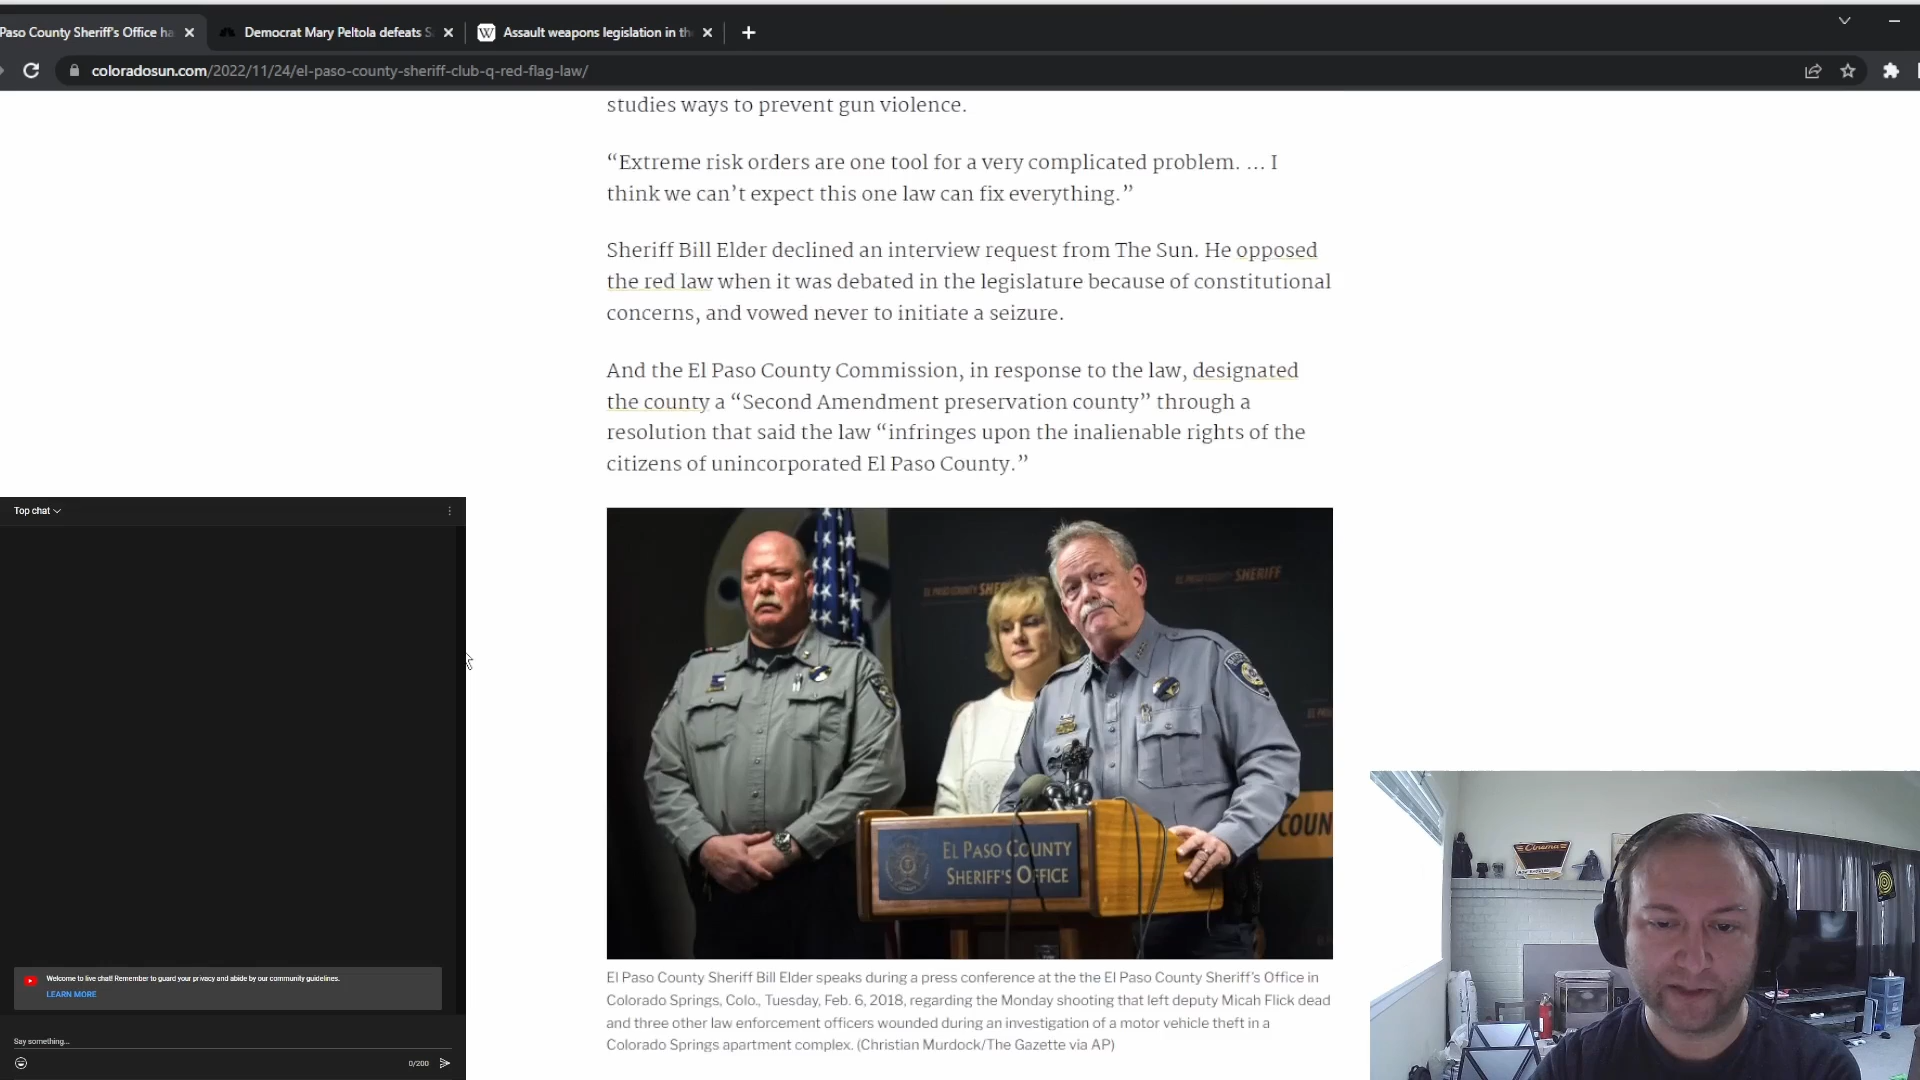 Paso County Sheriff's Office ha
Democrat Mary Peltola defeats S
Assault weapons legislation in th
coloradosun.com/2022/11/24/el-paso-county-sheriff-club-q-red-flag-law/
studies ways to prevent gun violence.
“Extreme risk orders are one tool for a very complicated problem. … I
think we can’t expect this one law can fix everything.”
Sheriff Bill Elder declined an interview request from The Sun. He opposed
the red law when it was debated in the legislature because of constitutional
concerns, and vowed never to initiate a seizure.
And the El Paso County Commission, in response to the law, designated
the county a “Second Amendment preservation county” through a
resolution that said the law “infringes upon the inalienable rights of the
citizens of unincorporated El Paso County.”
Top chat
EL PASO COUNTY SHE
EL PASO COUNTY SHERIFF
COUN
EL PASO COUNTY
SHERIFF'S OFFICE
Cinema
Welcome to live chat! Remember to guard your privacy and abide by our community guidelines.
LEARN MORE
Say something...
0/200
El Paso County Sheriff Bill Elder speaks during a press conference at the the El Paso County Sheriff’s Office in
Colorado Springs, Colo., Tuesday, Feb. 6, 2018, regarding the Monday shooting that left deputy Micah Flick dead
and three other law enforcement officers wounded during an investigation of a motor vehicle theft in a
Colorado Springs apartment complex. (Christian Murdock/The Gazette via AP)